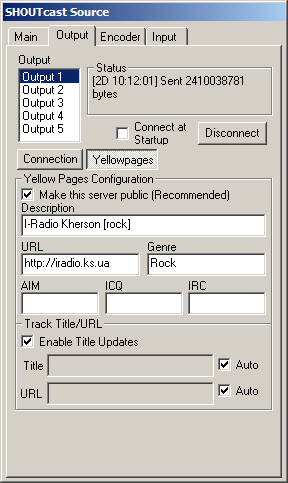 SHOUTcast Source
Main Output Encoder Input
Output
Output 1
Output 2
Output 3
Output 4
Output 5
Status
[2D 10:12:01] Sent 2410038781
bytes
Connect at
Startup
Disconnect
Connection Yellowpages
Yellow Pages Configuration
Make this server public (Recommended)
Description
I-Radio Kherson [rock]
URL Genre
http://iradio.ks.ua Rock
AIM ICQ IRC
Track Title/URL
Enable Title Updates
Title Auto
URL Auto